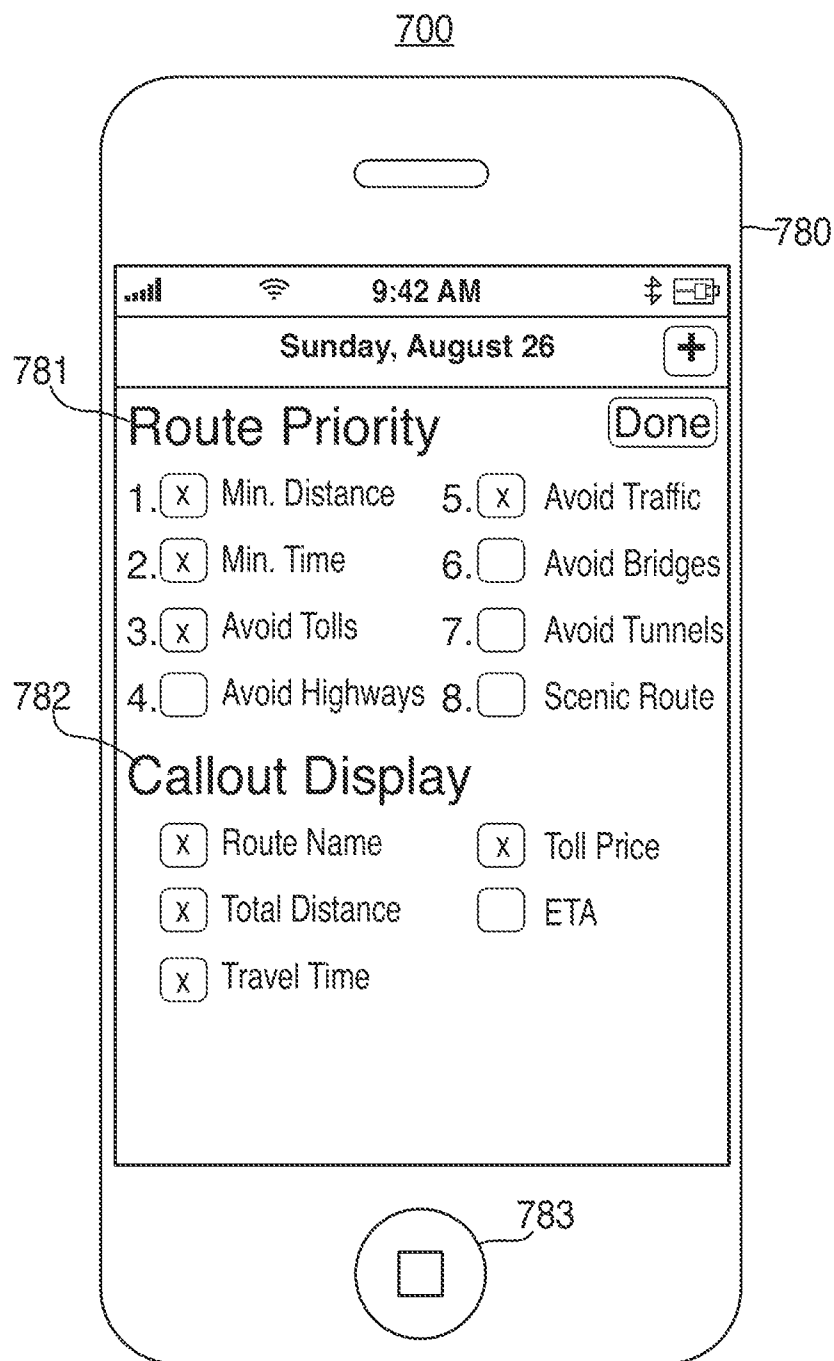 700
780
9:42 AM
Sunday, August 26 +
781
Route Priority Done
1. x Min. Distance 5. x Avoid Traffic
2. x Min. Time 6. Avoid Bridges
3. x Avoid Tolls 7. Avoid Tunnels
782
4. Avoid Highways 8. Scenic Route
Callout Display
x Route Name x Toll Price
x Total Distance ETA
x Travel Time
783